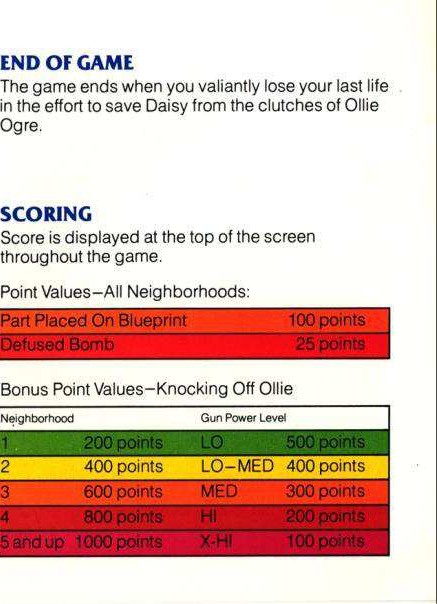 END OF GAME
The game ends when you valiantly lose your last life
in the effort to save Daisy from the clutches of Ollie
Ogre.
SCORING
Score is displayed at the top of the screen
throughout the game.
Point Values–All Neighborhoods:
Part Placed On Blueprint 100 points
Defused Bomb 25 points
Bonus Point Values–Knocking Off Ollie
Neighborhood Gun Power Level
1 200 points LO 500 points
2 400 points LO–MED 400 points
3 600 points MED 300 points
4 800 points HI 200 points
5 and up 1000 points X-HI 100 points